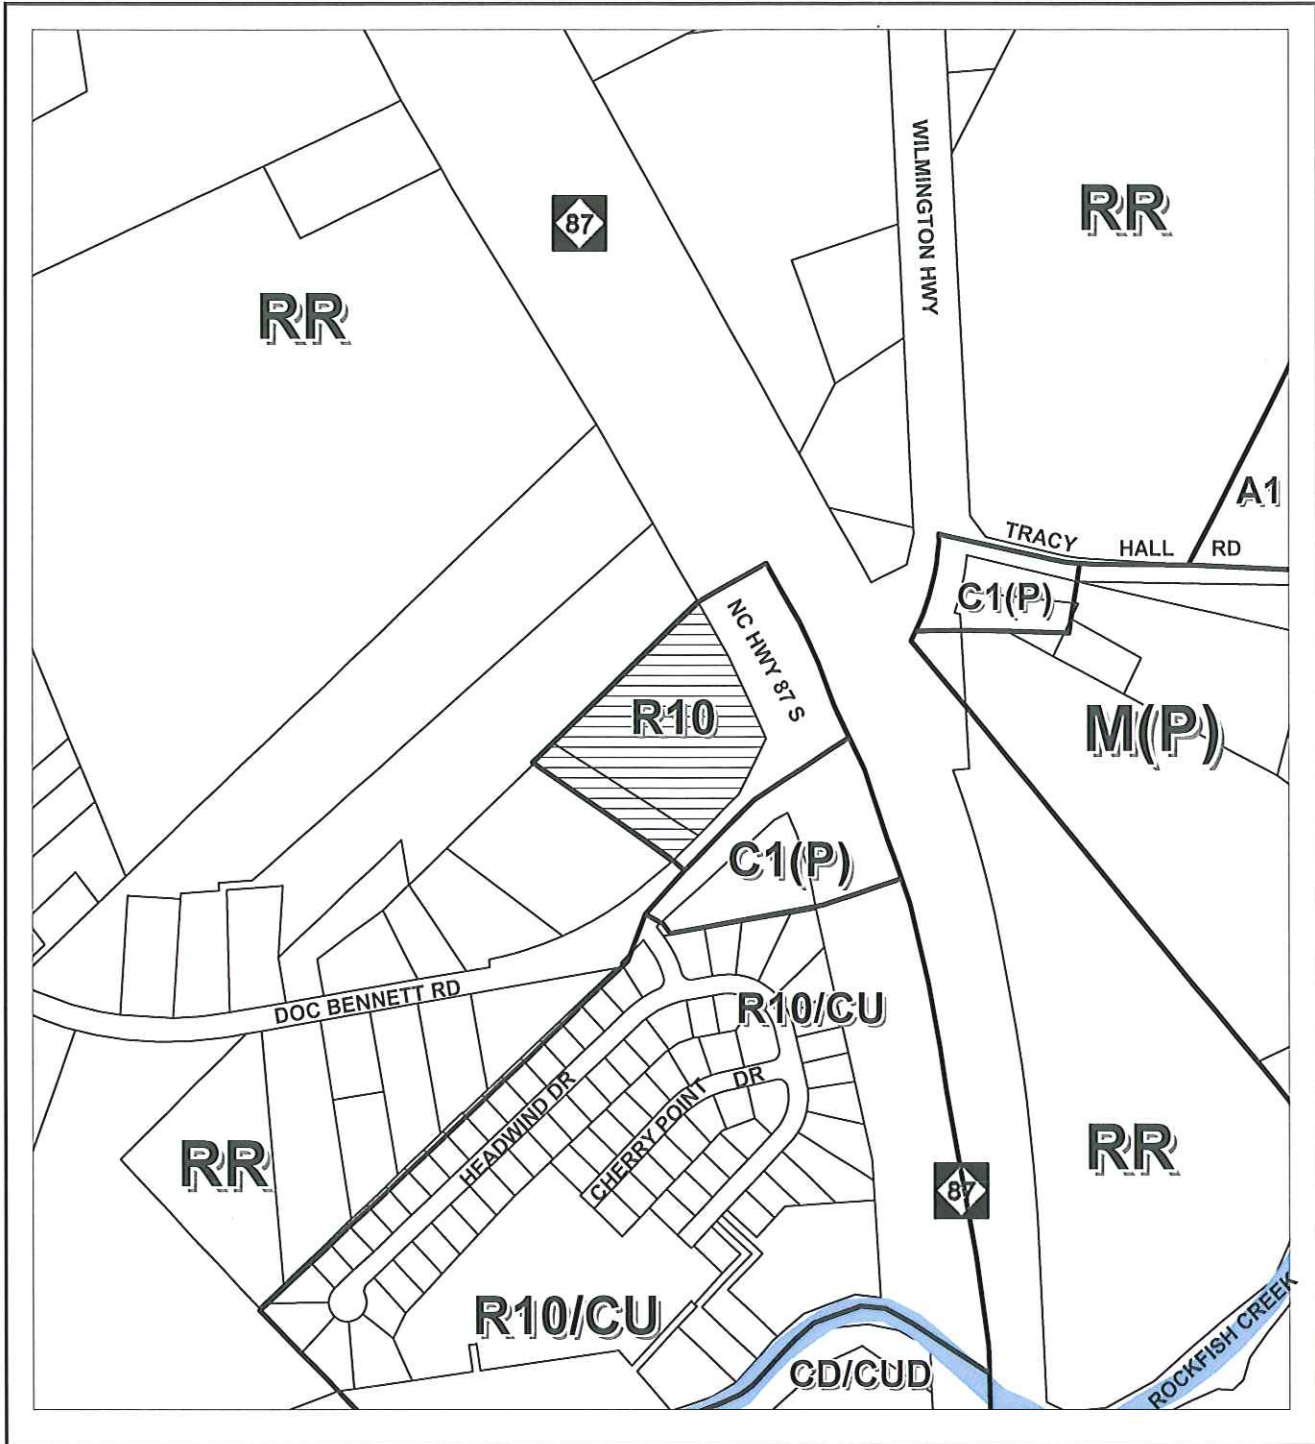 WILMINGTON HWY
RR
87
RR
A1
TRACY HALL RD
C1(P)
NC HWY 87 S
R10
M(P)
C1(P)
DOC BENNETT RD
R10/CU
HEADWIND DR
CHERRY POINT DR
RR
RR
87
R10/CU
CD/CUD
ROCKFISH CREEK